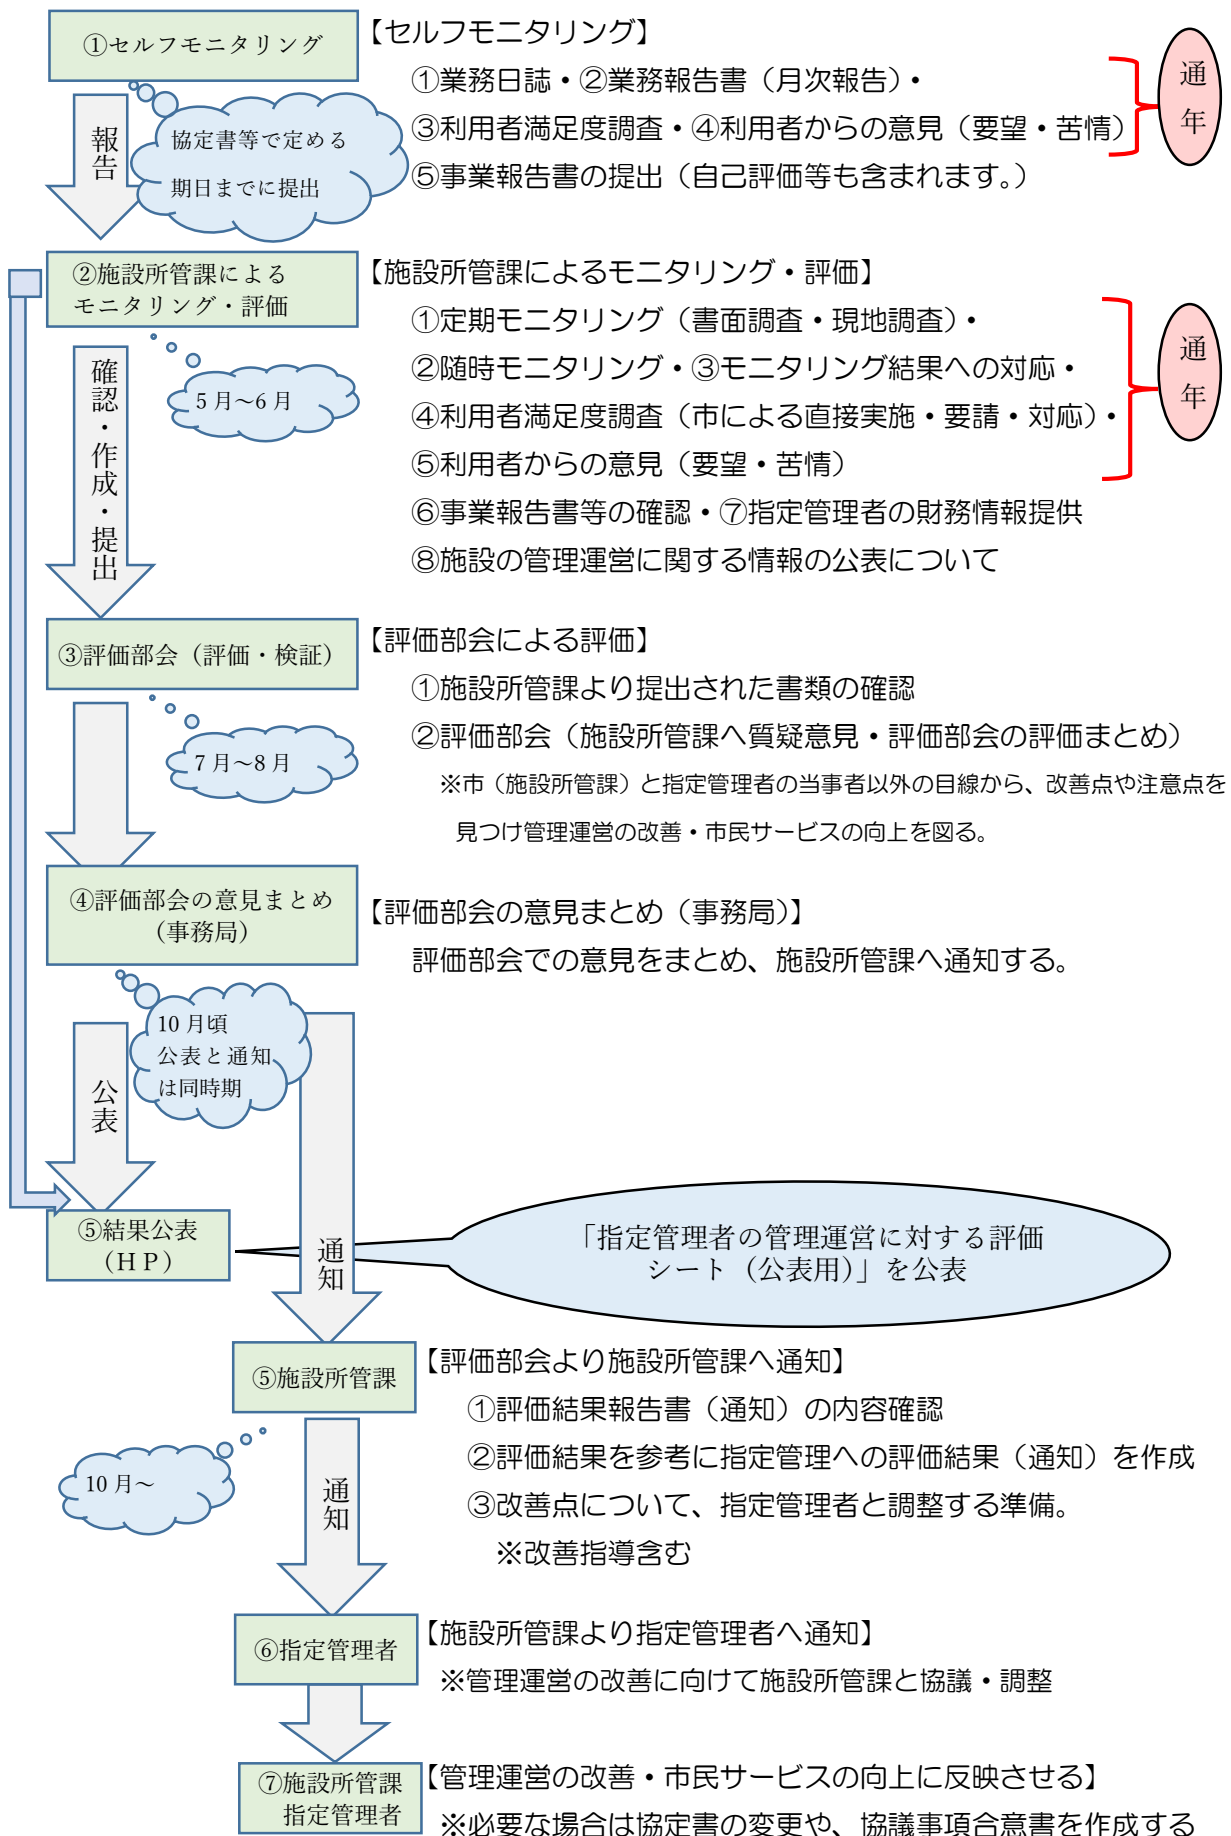 ①セルフモニタリング
【セルフモニタリング】
①業務日誌・②業務報告書（月次報告）・
③利用者満足度調査・④利用者からの意見（要望・苦情）
⑤事業報告書の提出（自己評価等も含まれます。）
通年
報告
協定書等で定める
期日までに提出
②施設所管課による
モニタリング・評価
【施設所管課によるモニタリング・評価】
①定期モニタリング（書面調査・現地調査）・
②随時モニタリング・③モニタリング結果への対応・
④利用者満足度調査（市による直接実施・要請・対応）・
⑤利用者からの意見（要望・苦情）
⑥事業報告書等の確認・⑦指定管理者の財務情報提供
⑧施設の管理運営に関する情報の公表について
通年
確認・作成・提出
5月～6月
③評価部会（評価・検証）
【評価部会による評価】
①施設所管課より提出された書類の確認
②評価部会（施設所管課へ質疑意見・評価部会の評価まとめ）
※市（施設所管課）と指定管理者の当事者以外の目線から、改善点や注意点を
見つけ管理運営の改善・市民サービスの向上を図る。
7月～8月
④評価部会の意見まとめ
（事務局）
【評価部会の意見まとめ（事務局）】
評価部会での意見をまとめ、施設所管課へ通知する。
10月頃
公表と通知
は同時期
公表
通知
⑤結果公表
（ＨＰ）
「指定管理者の管理運営に対する評価
シート（公表用）」を公表
⑤施設所管課
【評価部会より施設所管課へ通知】
①評価結果報告書（通知）の内容確認
②評価結果を参考に指定管理への評価結果（通知）を作成
③改善点について、指定管理者と調整する準備。
※改善指導含む
10月～
通知
⑥指定管理者
【施設所管課より指定管理者へ通知】
※管理運営の改善に向けて施設所管課と協議・調整
⑦施設所管課
指定管理者
【管理運営の改善・市民サービスの向上に反映させる】
※必要な場合は協定書の変更や、協議事項合意書を作成する